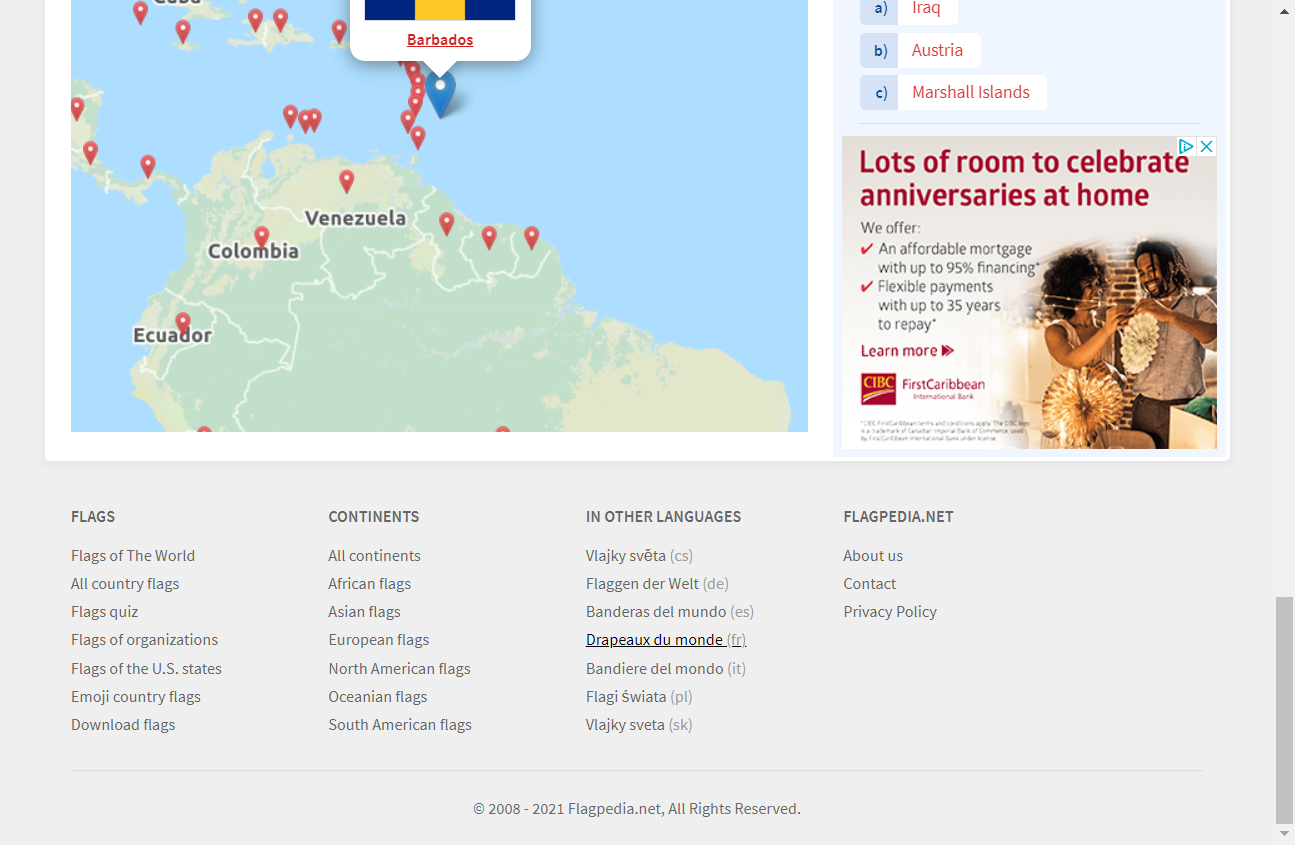 Barbados
Venezuela
Colombia
Ecuador
a) Iraq
b) Austria
c) Marshall Islands
Lots of room to celebrate
anniversaries at home
We offer:
An affordable mortgage
with up to 95% financing*
Flexible payments
with up to 35 years
to repay*
Learn more
CIBC FirstCaribbean
International Bank
FLAGS
Flags of The World
All country flags
Flags quiz
Flags of organizations
Flags of the U.S. states
Emoji country flags
Download flags
CONTINENTS
All continents
African flags
Asian flags
European flags
North American flags
Oceanian flags
South American flags
IN OTHER LANGUAGES
Vlajky světa (cs)
Flaggen der Welt (de)
Banderas del mundo (es)
Drapeaux du monde (fr)
Bandiere del mondo (it)
Flagi świata (pl)
Vlajky sveta (sk)
FLAGPEDIA.NET
About us
Contact
Privacy Policy
© 2008 - 2021 Flagpedia.net, All Rights Reserved.